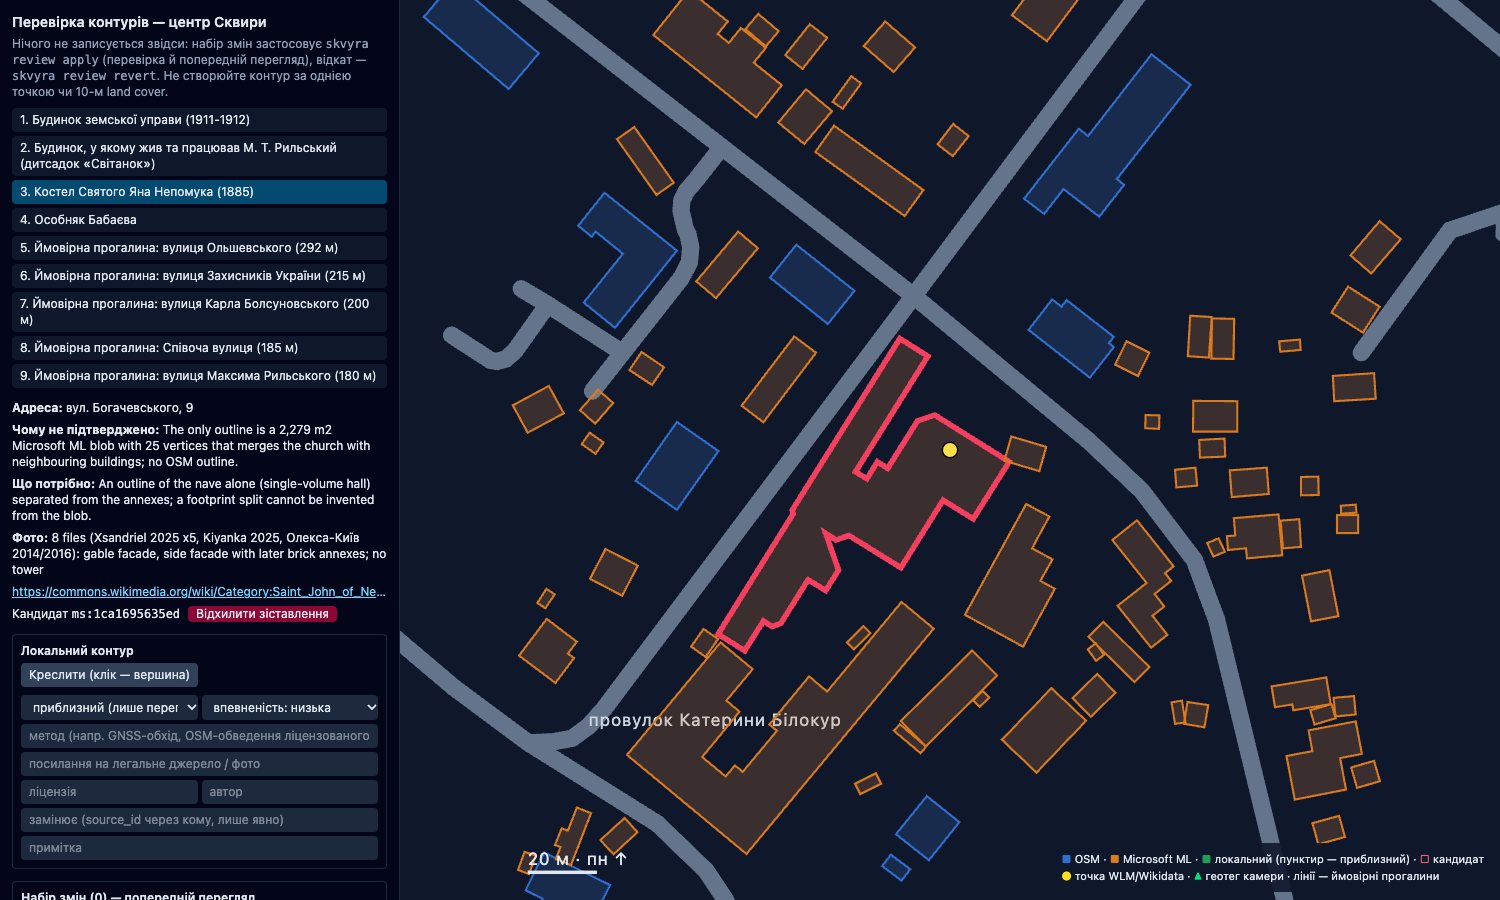 Перевірка контурів — центр Сквири
Нічого не записується звідси: набір змін застосовує skvyra
review apply (перевірка й попередній перегляд), відкат —
skvyra review revert. Не створюйте контур за однією
точкою чи 10-м land cover.
1. Будинок земської управи (1911-1912)
2. Будинок, у якому жив та працював М. Т. Рильський
(дитсадок «Світанок»)
3. Костел Святого Яна Непомука (1885)
4. Особняк Бабаєва
5. Ймовірна прогалина: вулиця Ольшевського (292 м)
6. Ймовірна прогалина: вулиця Захисників України (215 м)
7. Ймовірна прогалина: вулиця Карла Болсуновського (200
м)
8. Ймовірна прогалина: Співоча вулиця (185 м)
9. Ймовірна прогалина: вулиця Максима Рильського (180 м)
Адреса: вул. Богачевського, 9
Чому не підтверджено: The only outline is a 2,279 m2
Microsoft ML blob with 25 vertices that merges the church with
neighbouring buildings; no OSM outline.
Що потрібно: An outline of the nave alone (single-volume hall)
separated from the annexes; a footprint split cannot be invented
from the blob.
Фото: 8 files (Xsandriel 2025 x5, Kiyanka 2025, Олекса-Київ
2014/2016): gable facade, side facade with later brick annexes; no
tower
https://commons.wikimedia.org/wiki/Category:Saint_John_of_Ne...
Кандидат ms:1ca1695635ed Відхилити зіставлення
Локальний контур
Креслити (клік — вершина)
приблизний (лише перег впевненість: низька
метод (напр. GNSS-обхід, OSM-обведення ліцензованого
посилання на легальне джерело / фото
ліцензія автор
замінює (source_id через кому, лише явно)
примітка
Набір змін (0) — попередній перегляд
провулок Катерини Білокур
20 м · пн ↑
OSM · Microsoft ML · локальний (пунктир — приблизний) · кандидат
точка WLM/Wikidata · геотег камери · лінії — ймовірні прогалини